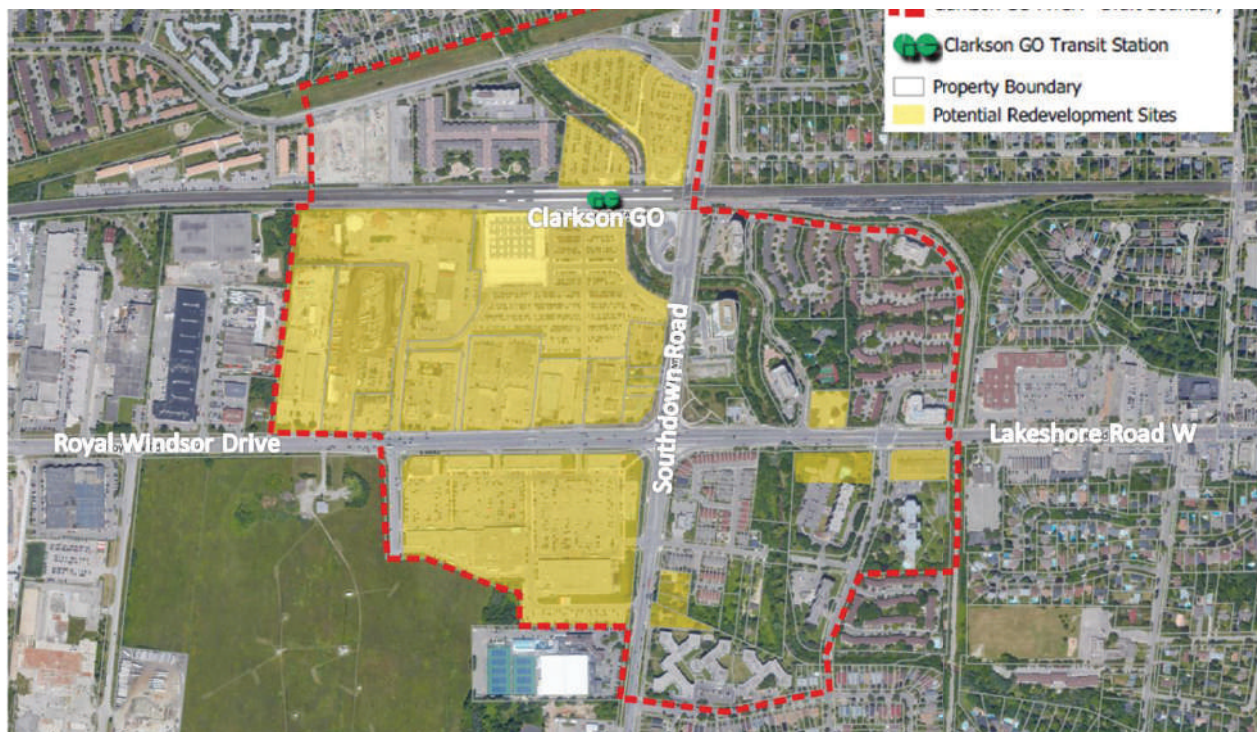 Clarkson GO Transit Station
Property Boundary
Potential Redevelopment Sites
Clarkson GO
Southdown Road
Royal Windsor Drive
Lakeshore Road W